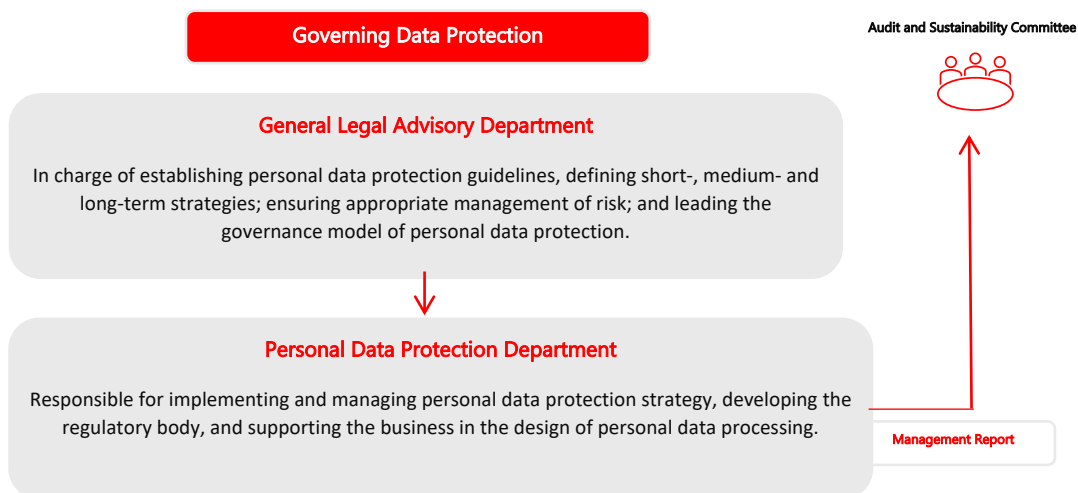 Governing Data Protection
Audit and Sustainability Committee
General Legal Advisory Department
In charge of establishing personal data protection guidelines, defining short-, medium- and
long-term strategies; ensuring appropriate management of risk; and leading the
governance model of personal data protection.
Personal Data Protection Department
Responsible for implementing and managing personal data protection strategy, developing the
regulatory body, and supporting the business in the design of personal data processing.
Management Report